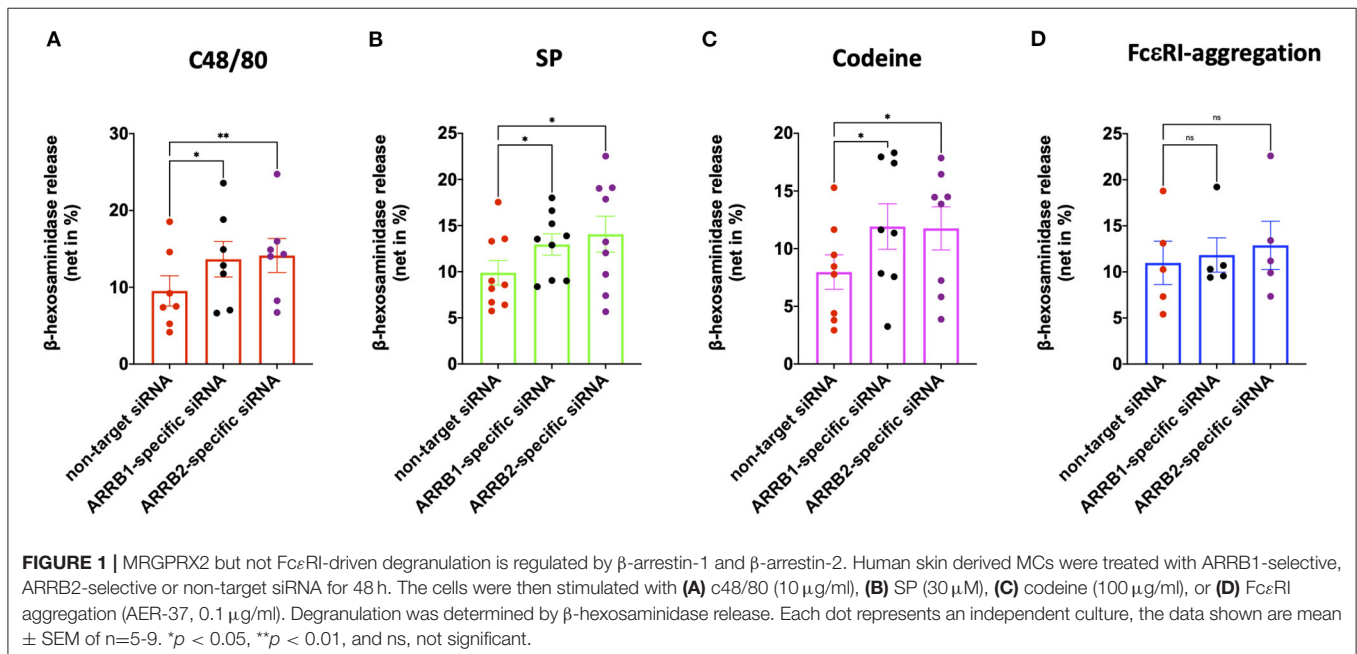 A
C48/80
β-hexosaminidase release
(net in %)
30
20
10
0
*
**
non-target siRNA
ARRB1-specific siRNA
ARRB2-specific siRNA
B
SP
β-hexosaminidase release
(net in %)
25
20
15
10
5
0
*
*
non-target siRNA
ARRB1-specific siRNA
ARRB2-specific siRNA
C
Codeine
β-hexosaminidase release
(net in %)
20
15
10
5
0
*
*
non-target siRNA
ARRB1-specific siRNA
ARRB2-specific siRNA
D
FcεRI-aggregation
β-hexosaminidase release
(net in %)
25
20
15
10
5
0
ns
ns
non-target siRNA
ARRB1-specific siRNA
ARRB2-specific siRNA
FIGURE 1 | MRGPRX2 but not FcεRI-driven degranulation is regulated by β-arrestin-1 and β-arrestin-2. Human skin derived MCs were treated with ARRB1-selective,
ARRB2-selective or non-target siRNA for 48 h. The cells were then stimulated with (A) c48/80 (10 μg/ml), (B) SP (30 μM), (C) codeine (100 μg/ml), or (D) FcεRI
aggregation (AER-37, 0.1 μg/ml). Degranulation was determined by β-hexosaminidase release. Each dot represents an independent culture, the data shown are mean
± SEM of n=5-9. *p < 0.05, **p < 0.01, and ns, not significant.